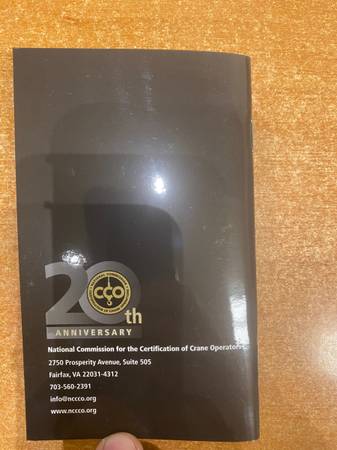 20th
CCO
ANNIVERSARY
National Commission for the Certification of Crane Operators
2750 Prosperity Avenue, Suite 505
Fairfax, VA 22031-4312
703-560-2391
info@nccco.org
www.nccco.org